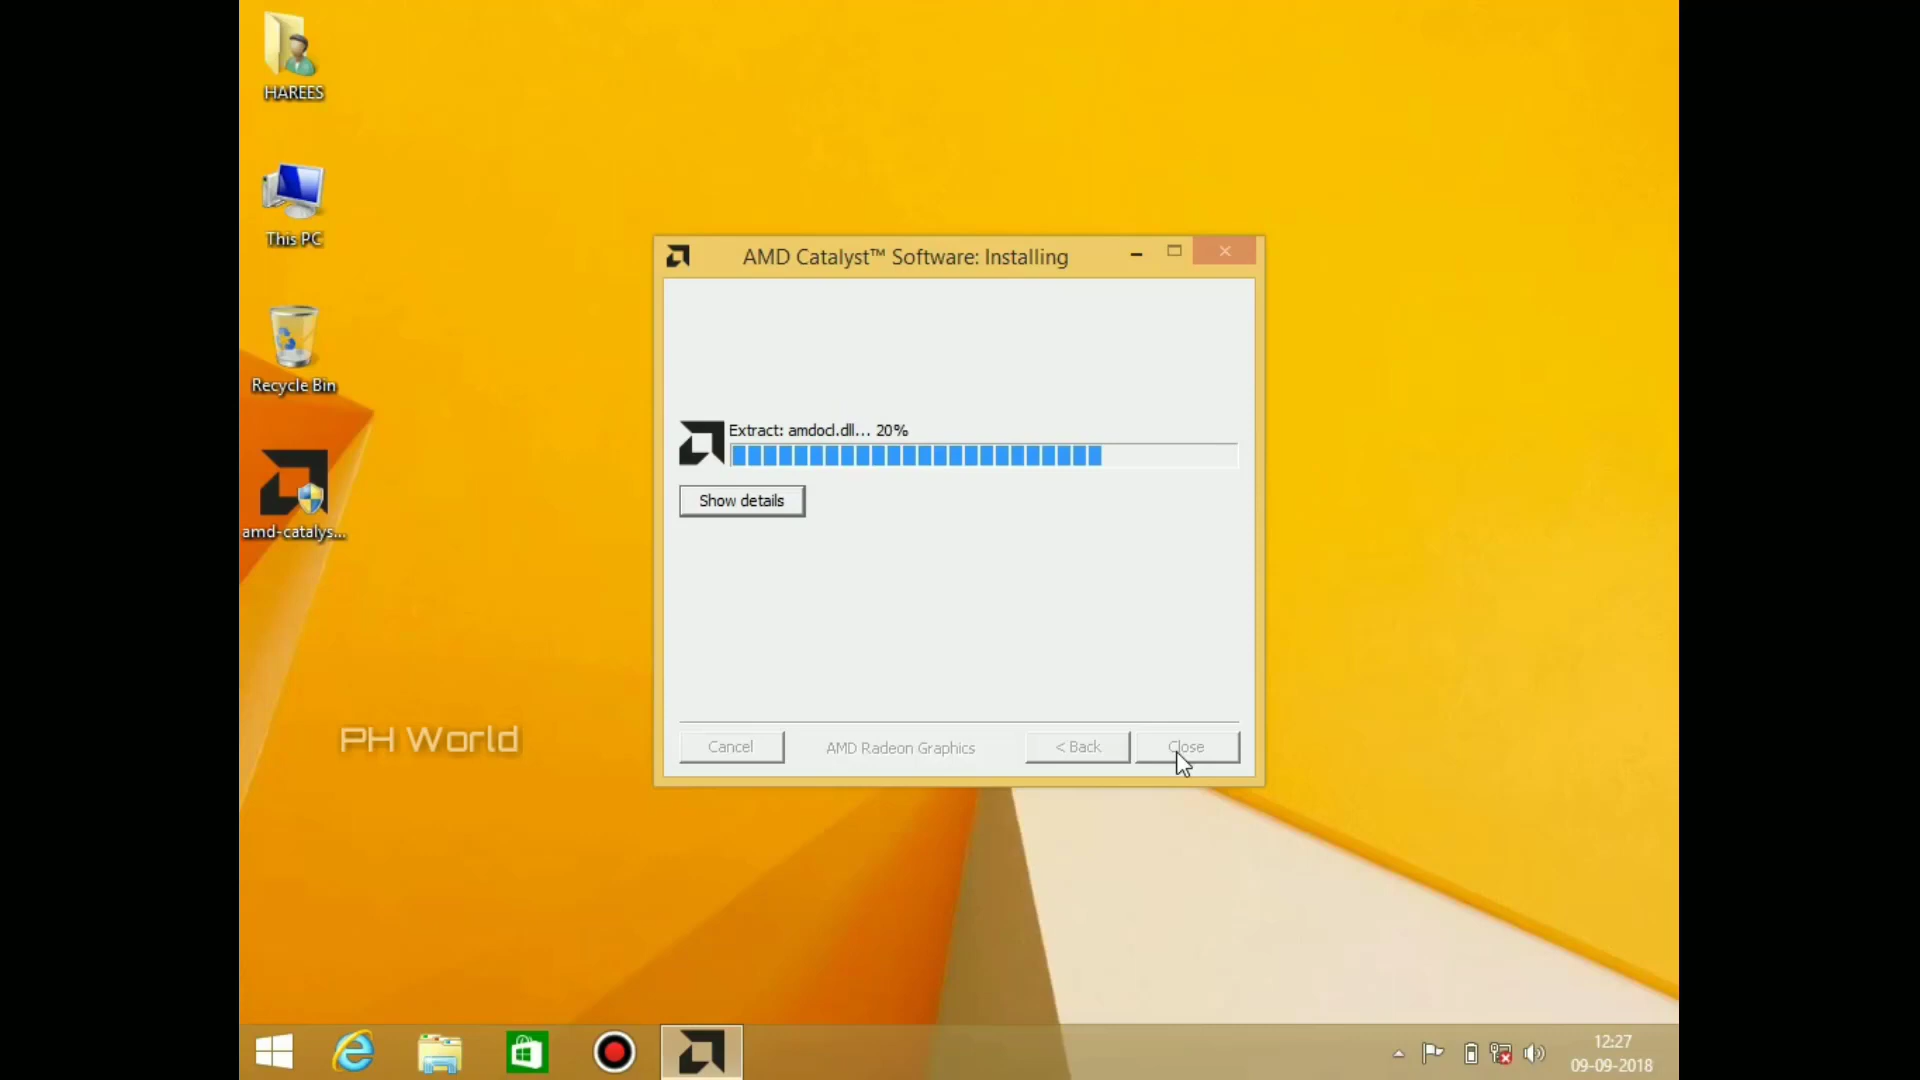 HAREES
This PC
Recycle Bin
amd-catalys...
AMD Catalyst™ Software: Installing
Extract: amdocl.dll... 20%
Show details
Cancel
AMD Radeon Graphics
< Back
Close
PH World
12:27
09-09-2018